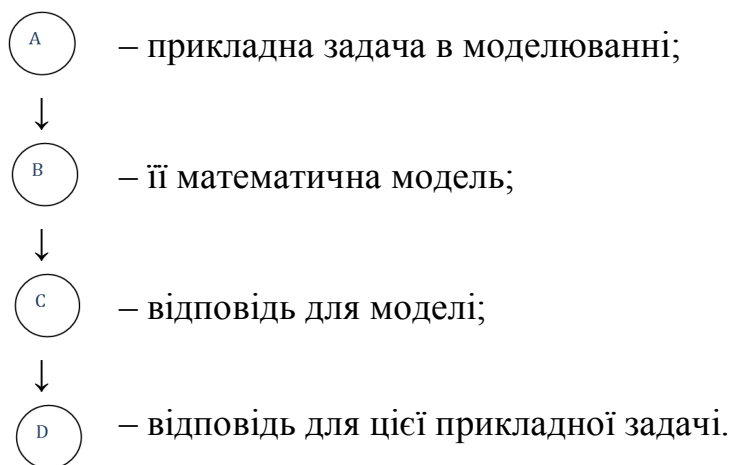 A – прикладна задача в моделюванні;
↓
B – її математична модель;
↓
C – відповідь для моделі;
↓
D – відповідь для цієї прикладної задачі.